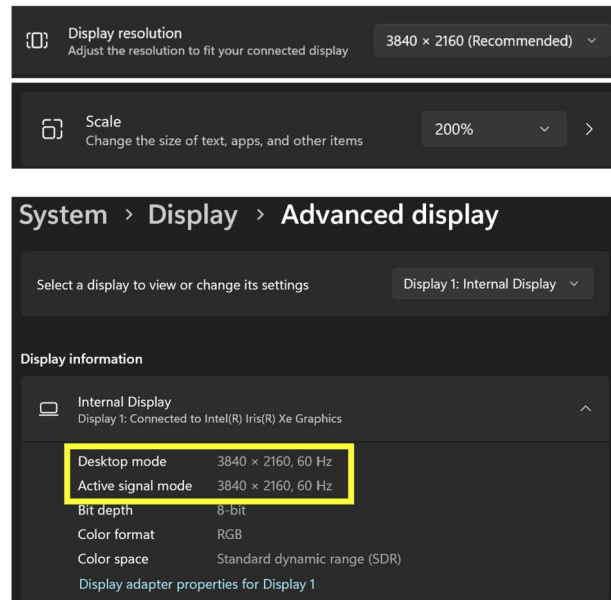 Display resolution
Adjust the resolution to fit your connected display
3840 × 2160 (Recommended)
Scale
Change the size of text, apps, and other items
200%
System > Display > Advanced display
Select a display to view or change its settings
Display 1: Internal Display
Display information
Internal Display
Display 1: Connected to Intel(R) Iris(R) Xe Graphics
Desktop mode 3840 × 2160, 60 Hz
Active signal mode 3840 × 2160, 60 Hz
Bit depth 8-bit
Color format RGB
Color space Standard dynamic range (SDR)
Display adapter properties for Display 1